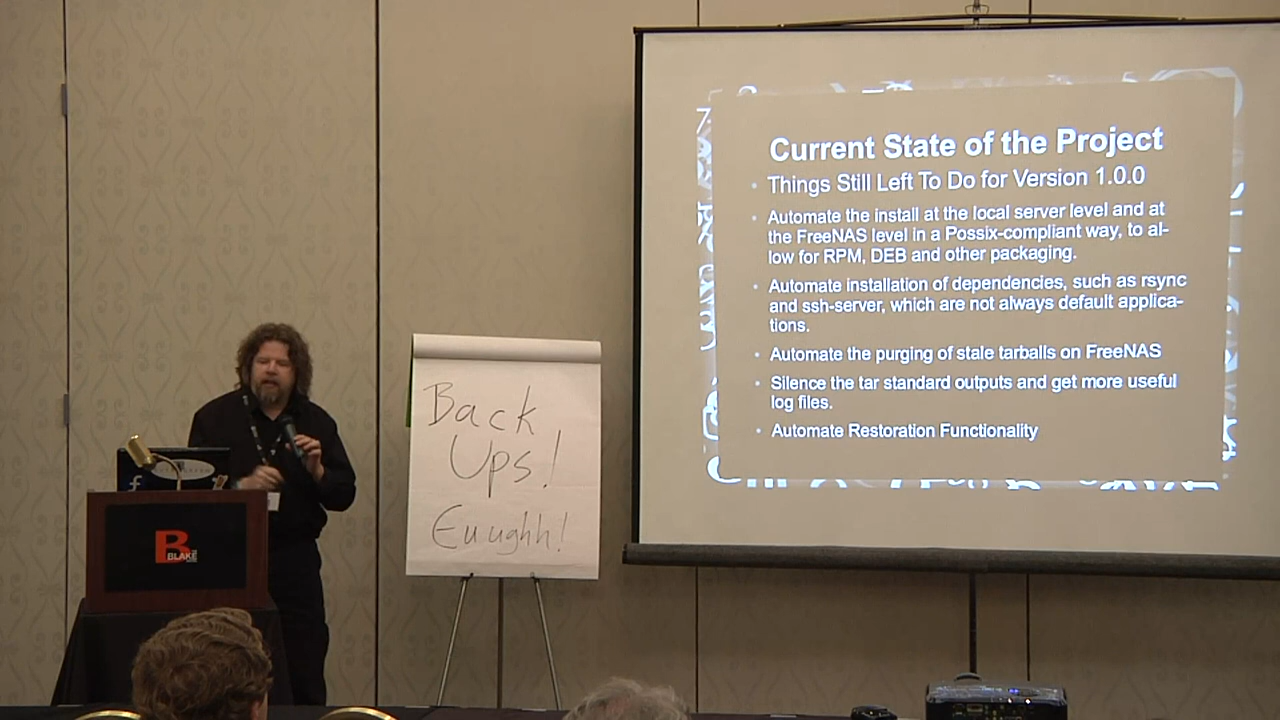 Current State of the Project
Things Still Left To Do for Version 1.0.0
Automate the install at the local server level and at
the FreeNAS level in a Possix-compliant way, to al-
low for RPM, DEB and other packaging.
Automate installation of dependencies, such as rsync
and ssh-server, which are not always default applica-
tions.
Automate the purging of stale tarballs on FreeNAS
Silence the tar standard outputs and get more useful
log files.
Automate Restoration Functionality
Back
Ups!
Euughh!
f
B
BLAKE